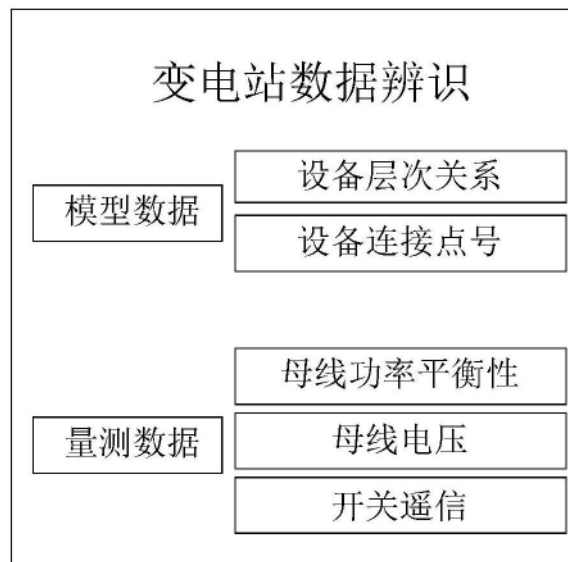 变电站数据辨识
模型数据
设备层次关系
设备连接点号
量测数据
母线功率平衡性
母线电压
开关遥信